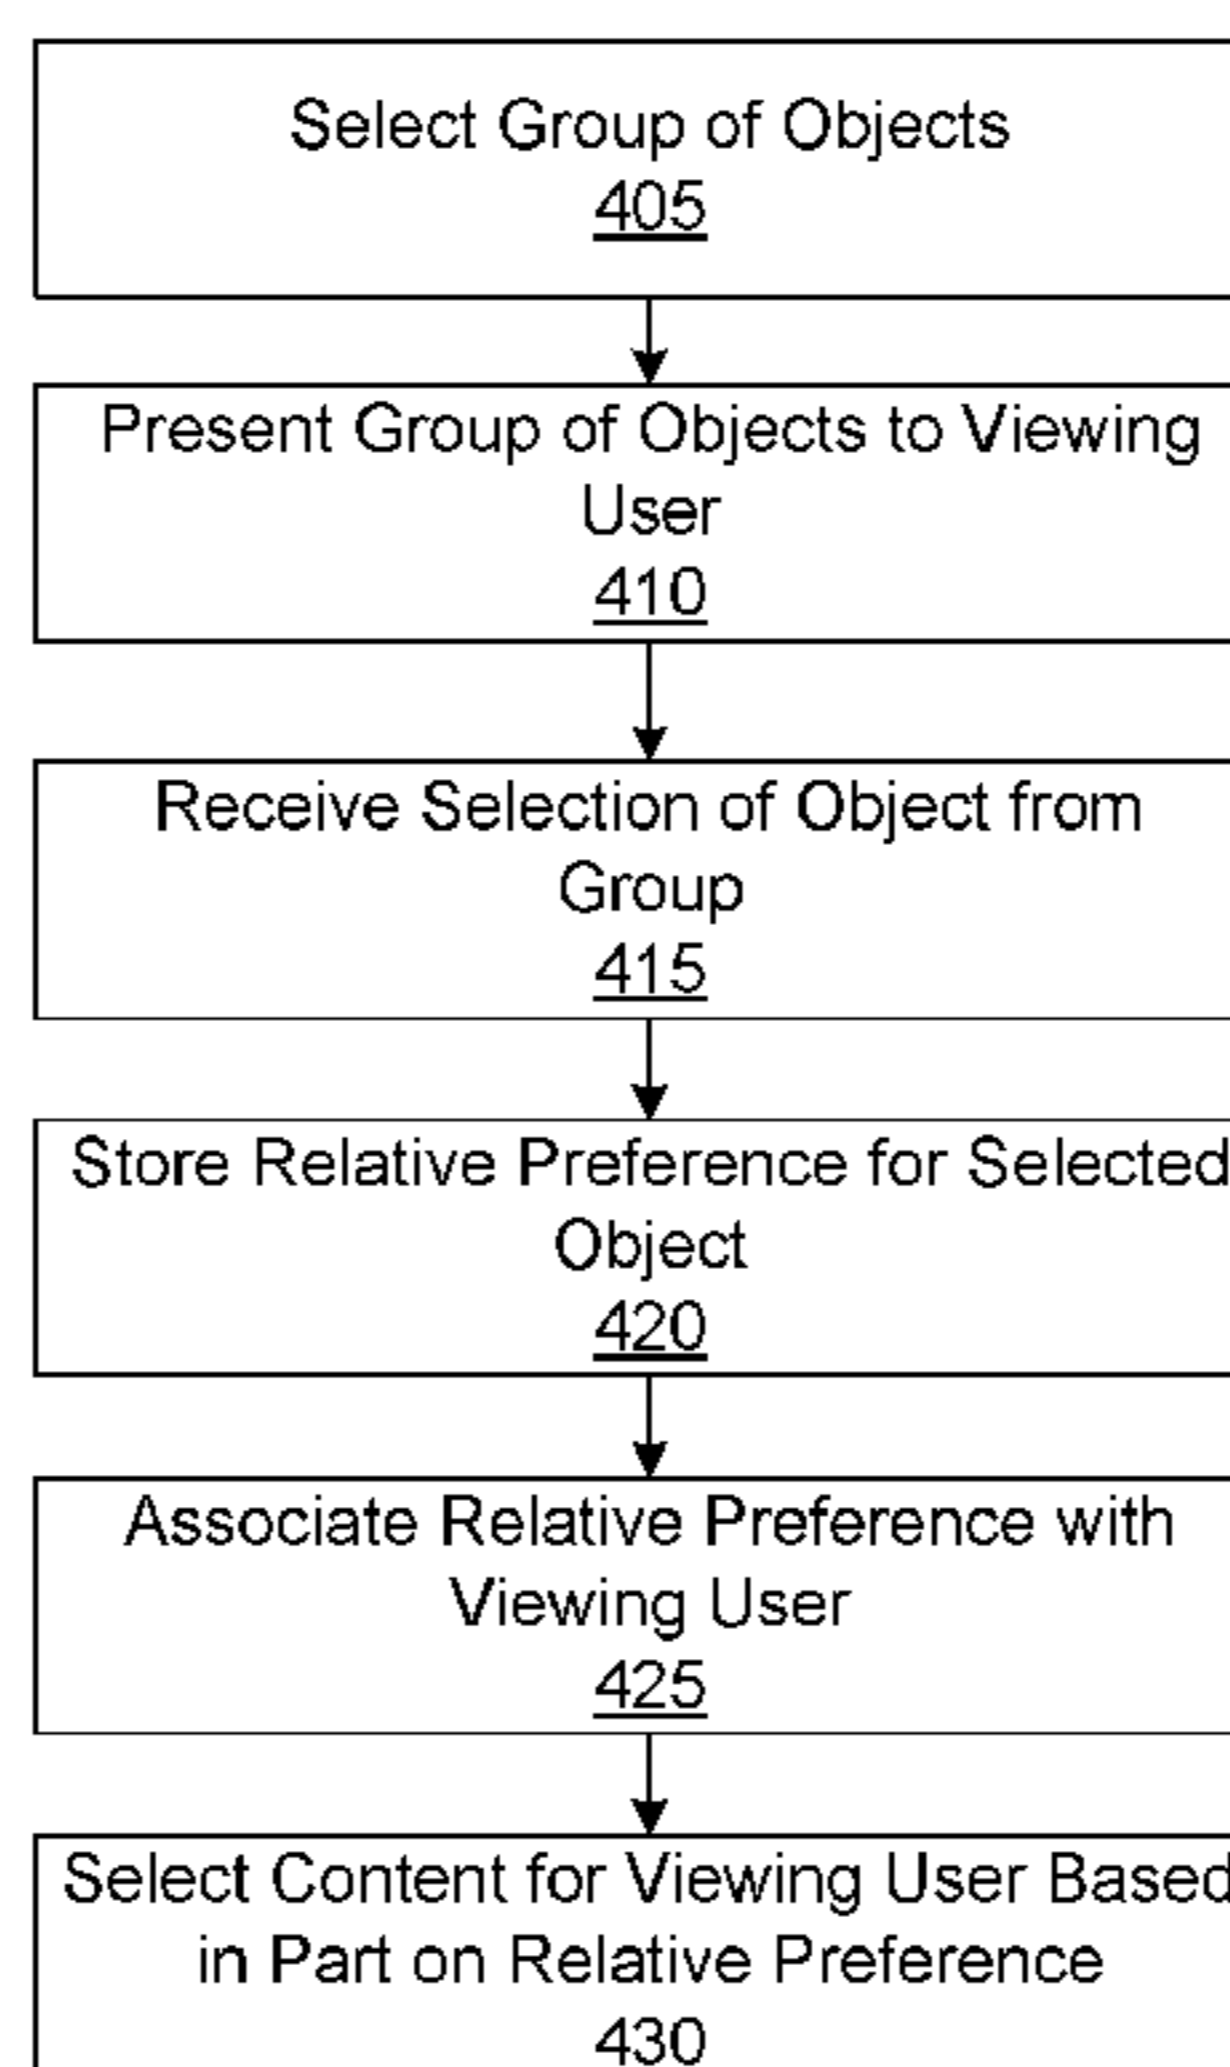 Select Group of Objects
405
Present Group of Objects to Viewing
User
410
Receive Selection of Object from
Group
415
Store Relative Preference for Selected
Object
420
Associate Relative Preference with
Viewing User
425
Select Content for Viewing User Based
in Part on Relative Preference
430